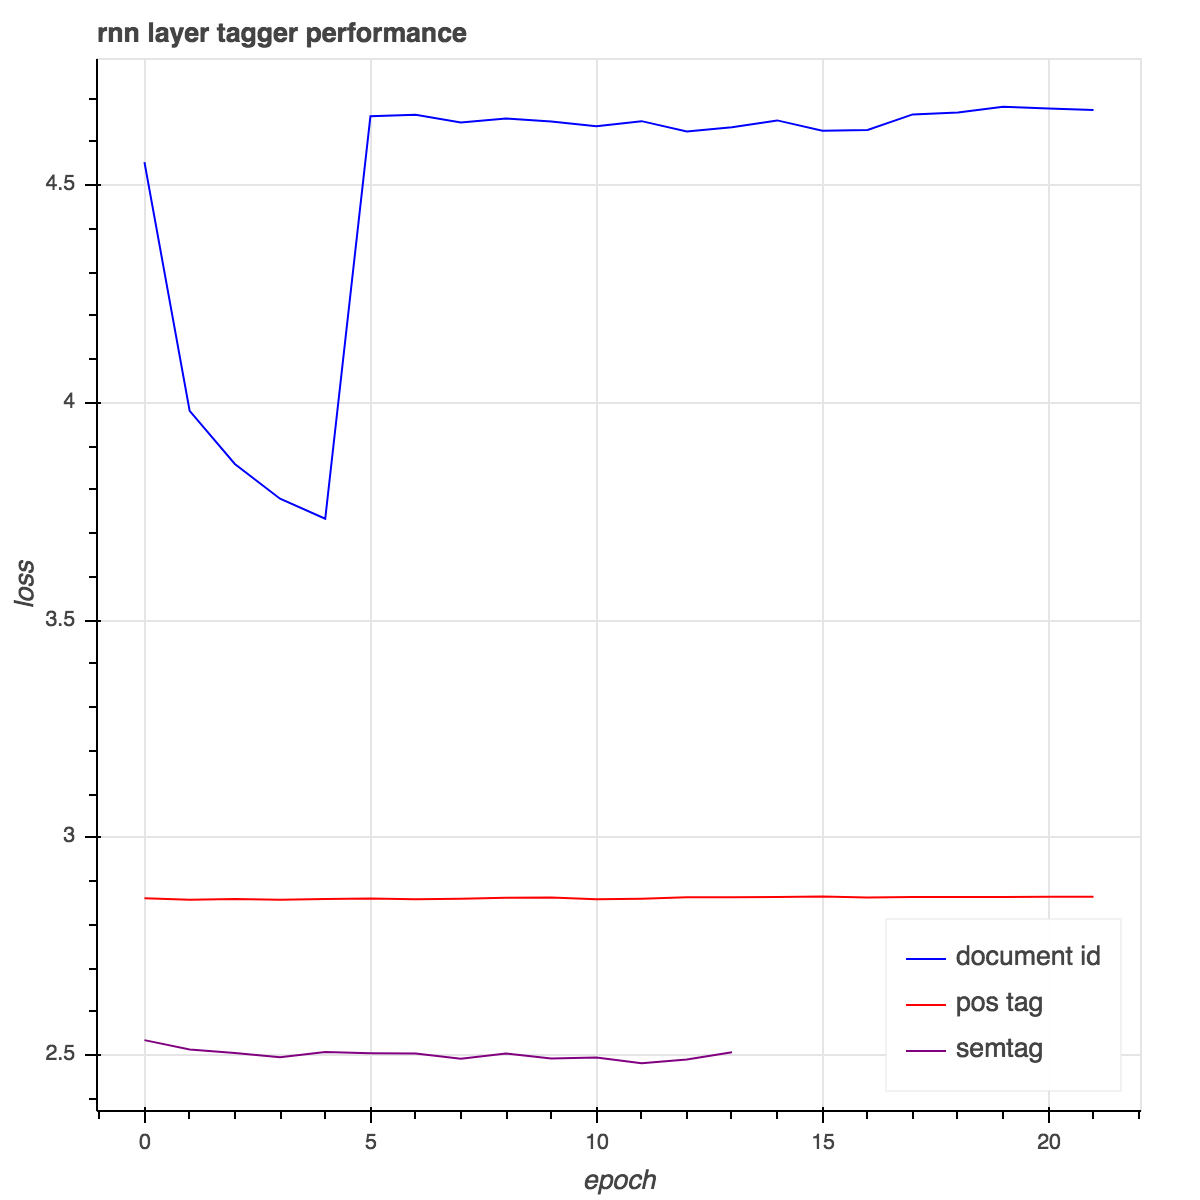 rnn layer tagger performance
4.5
4
3.5
3
2.5
loss
0 5 10 15 20
epoch
document id
pos tag
semtag